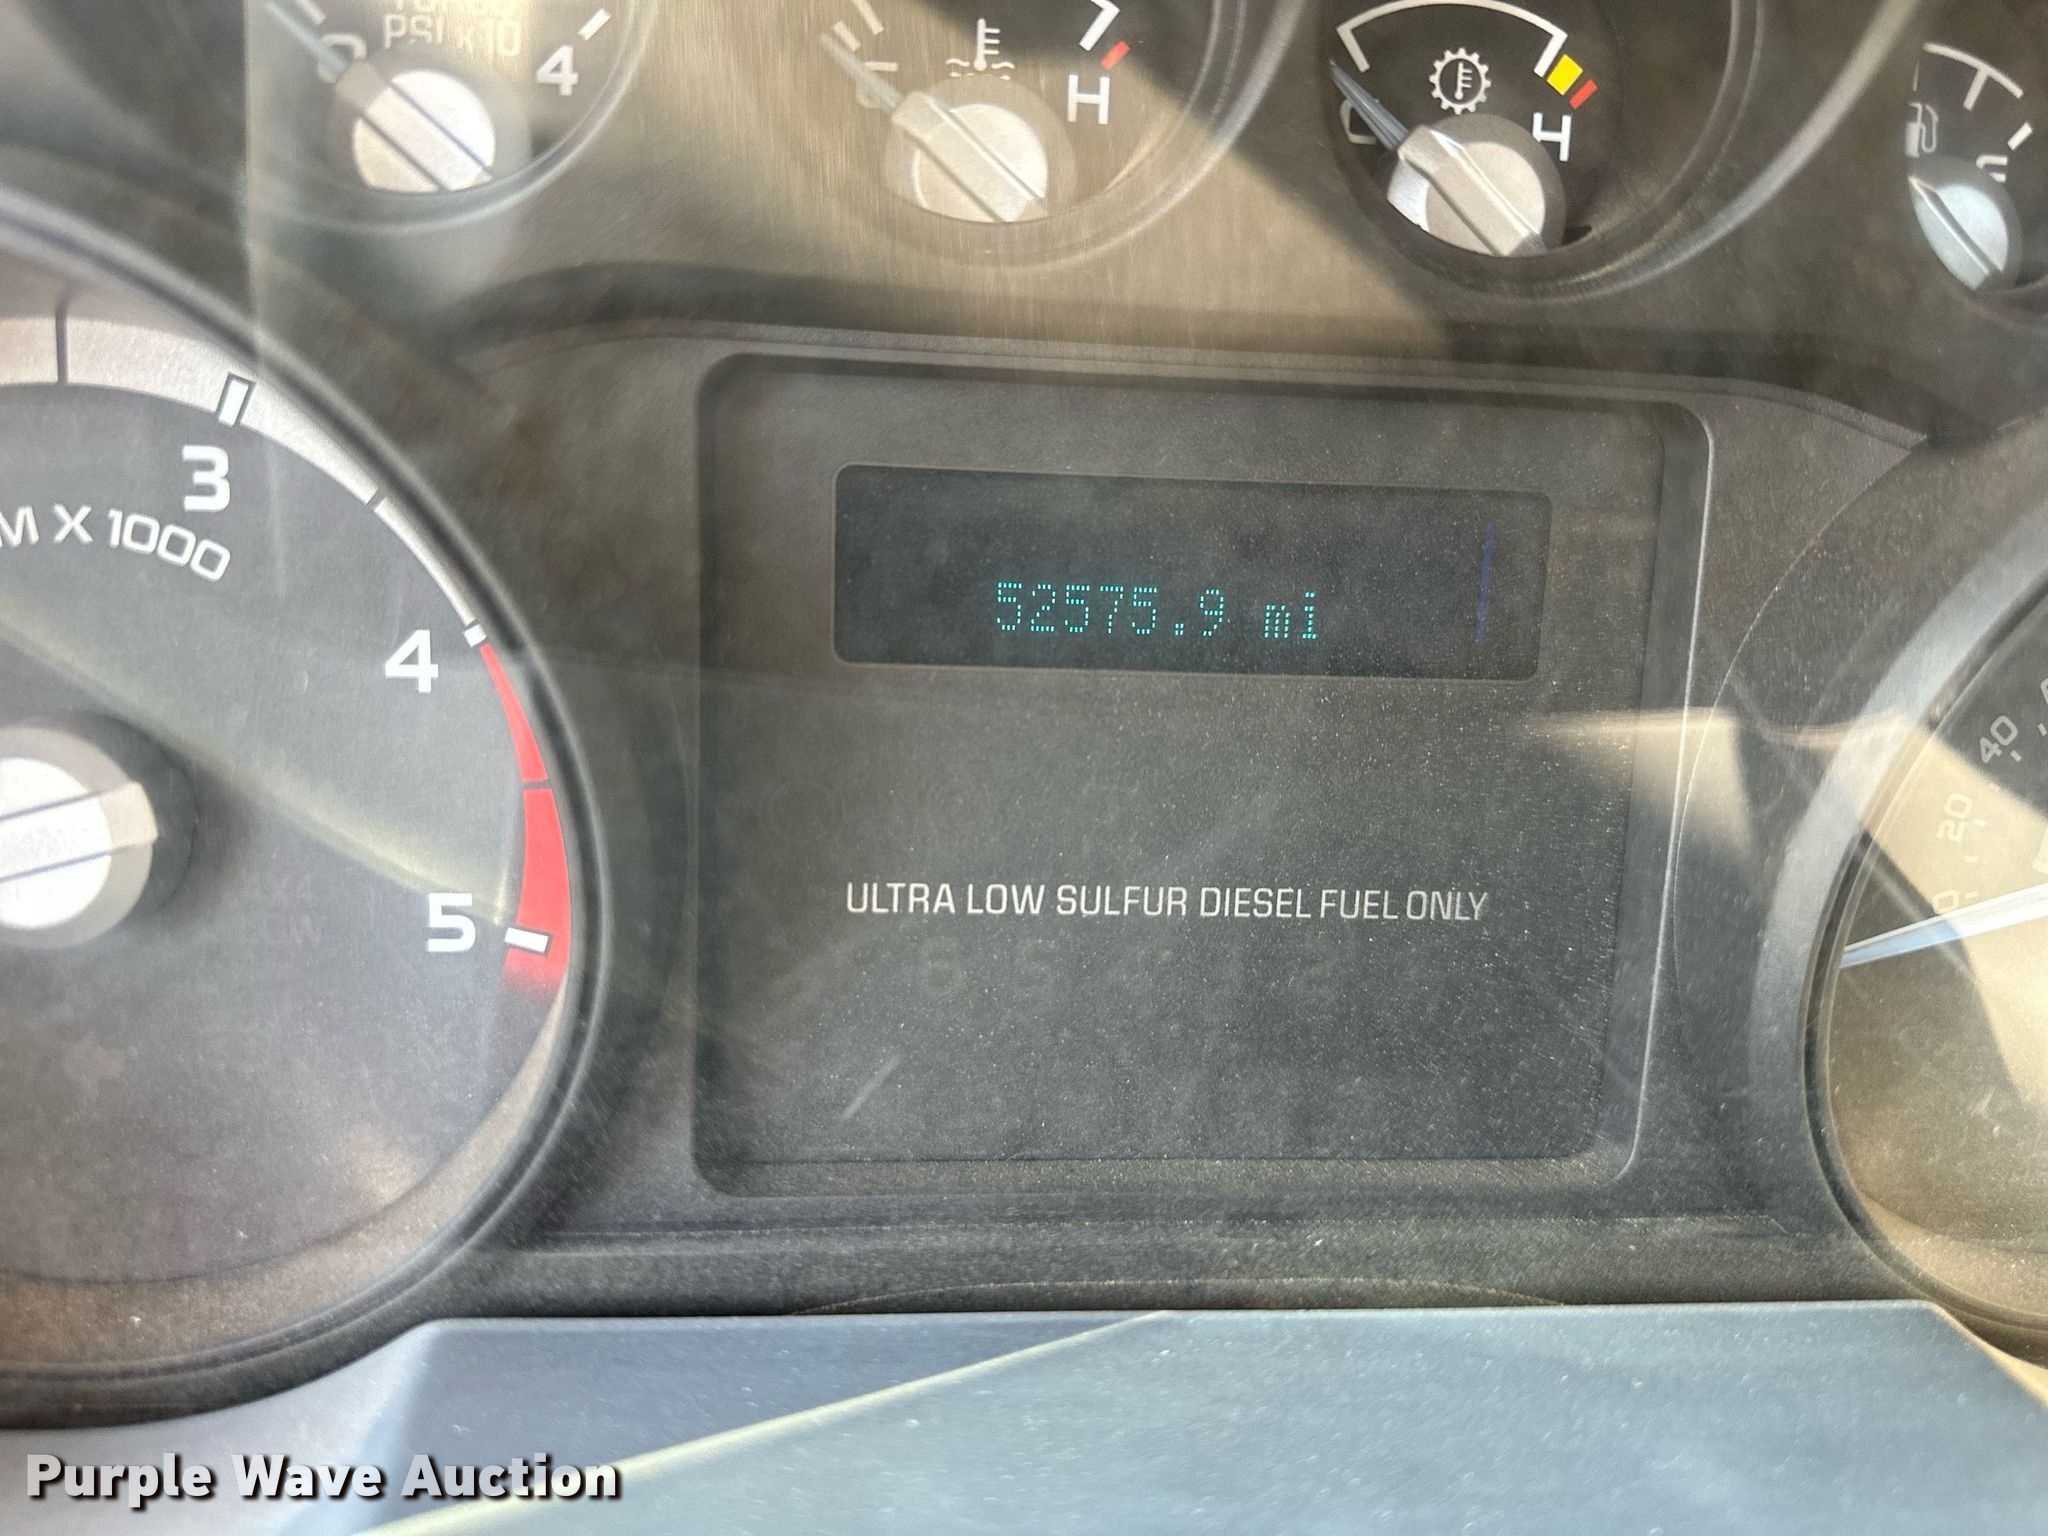 PSI x 10
4
H
H
3
M X 1000
4
5
52575.9 mi
ULTRA LOW SULFUR DIESEL FUEL ONLY
40
20
Purple Wave Auction